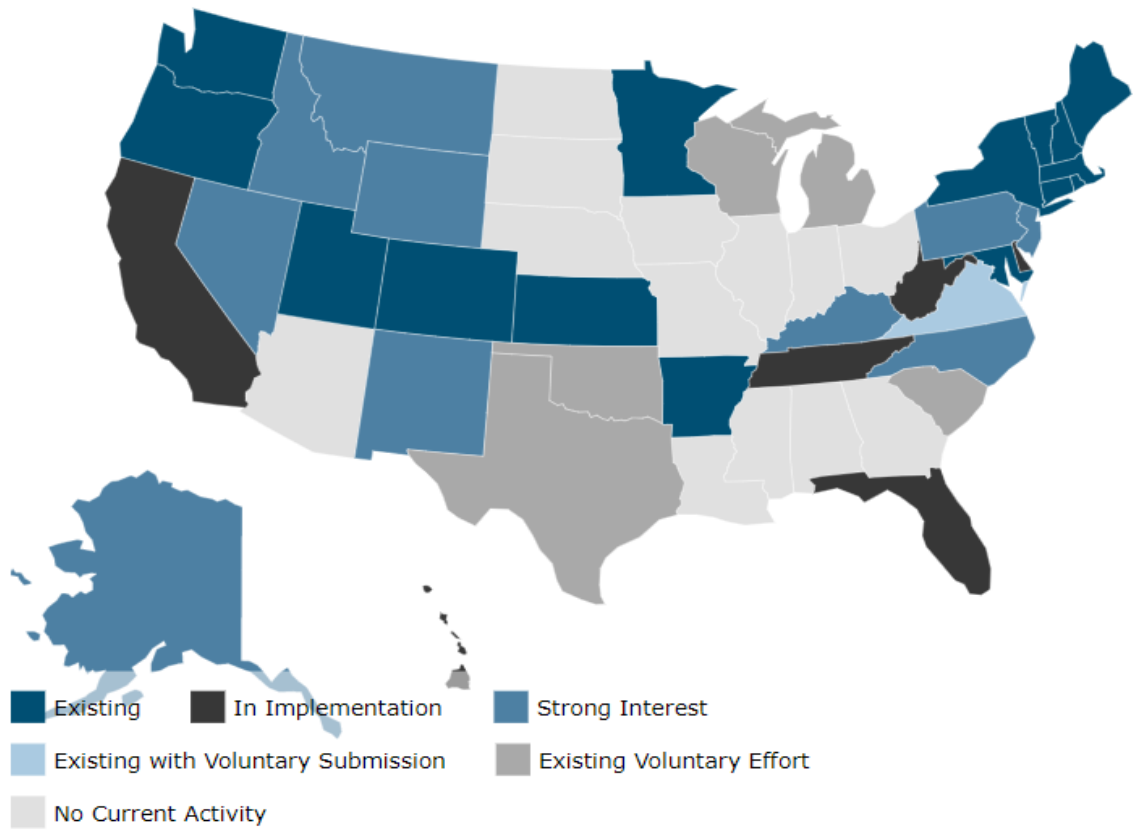 Existing In Implementation Strong Interest
Existing with Voluntary Submission Existing Voluntary Effort
No Current Activity